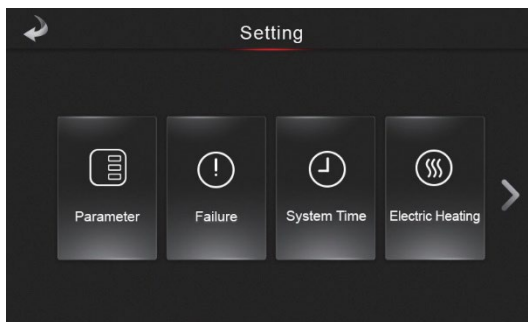 Setting
Parameter
Failure
System Time
Electric Heating